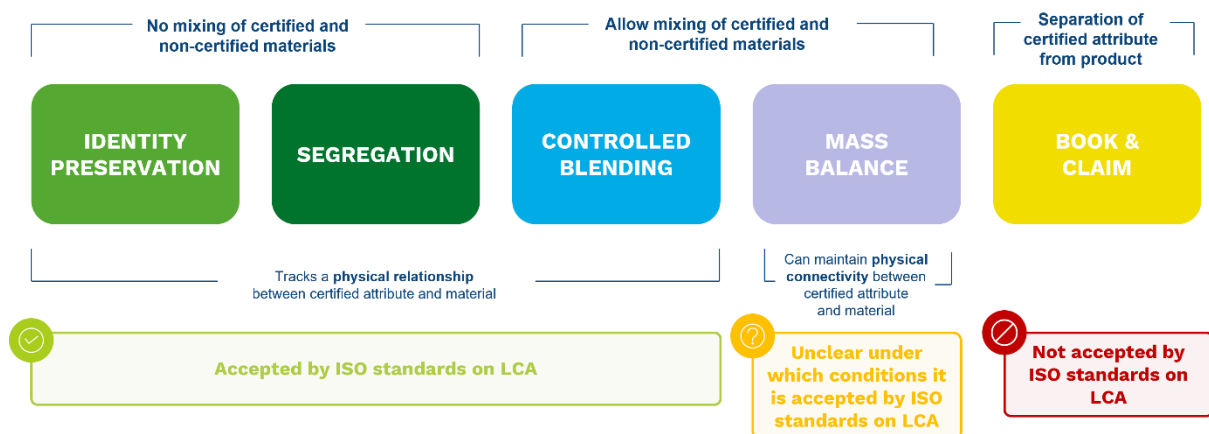 No mixing of certified and
non-certified materials
Allow mixing of certified and
non-certified materials
Separation of
certified attribute
from product
IDENTITY
PRESERVATION
SEGREGATION
CONTROLLED
BLENDING
MASS
BALANCE
BOOK &
CLAIM
Tracks a physical relationship
between certified attribute and material
Can maintain physical
connectivity between
certified attribute
and material
Accepted by ISO standards on LCA
?
Unclear under
which conditions it
is accepted by ISO
standards on LCA
Not accepted by
ISO standards on
LCA